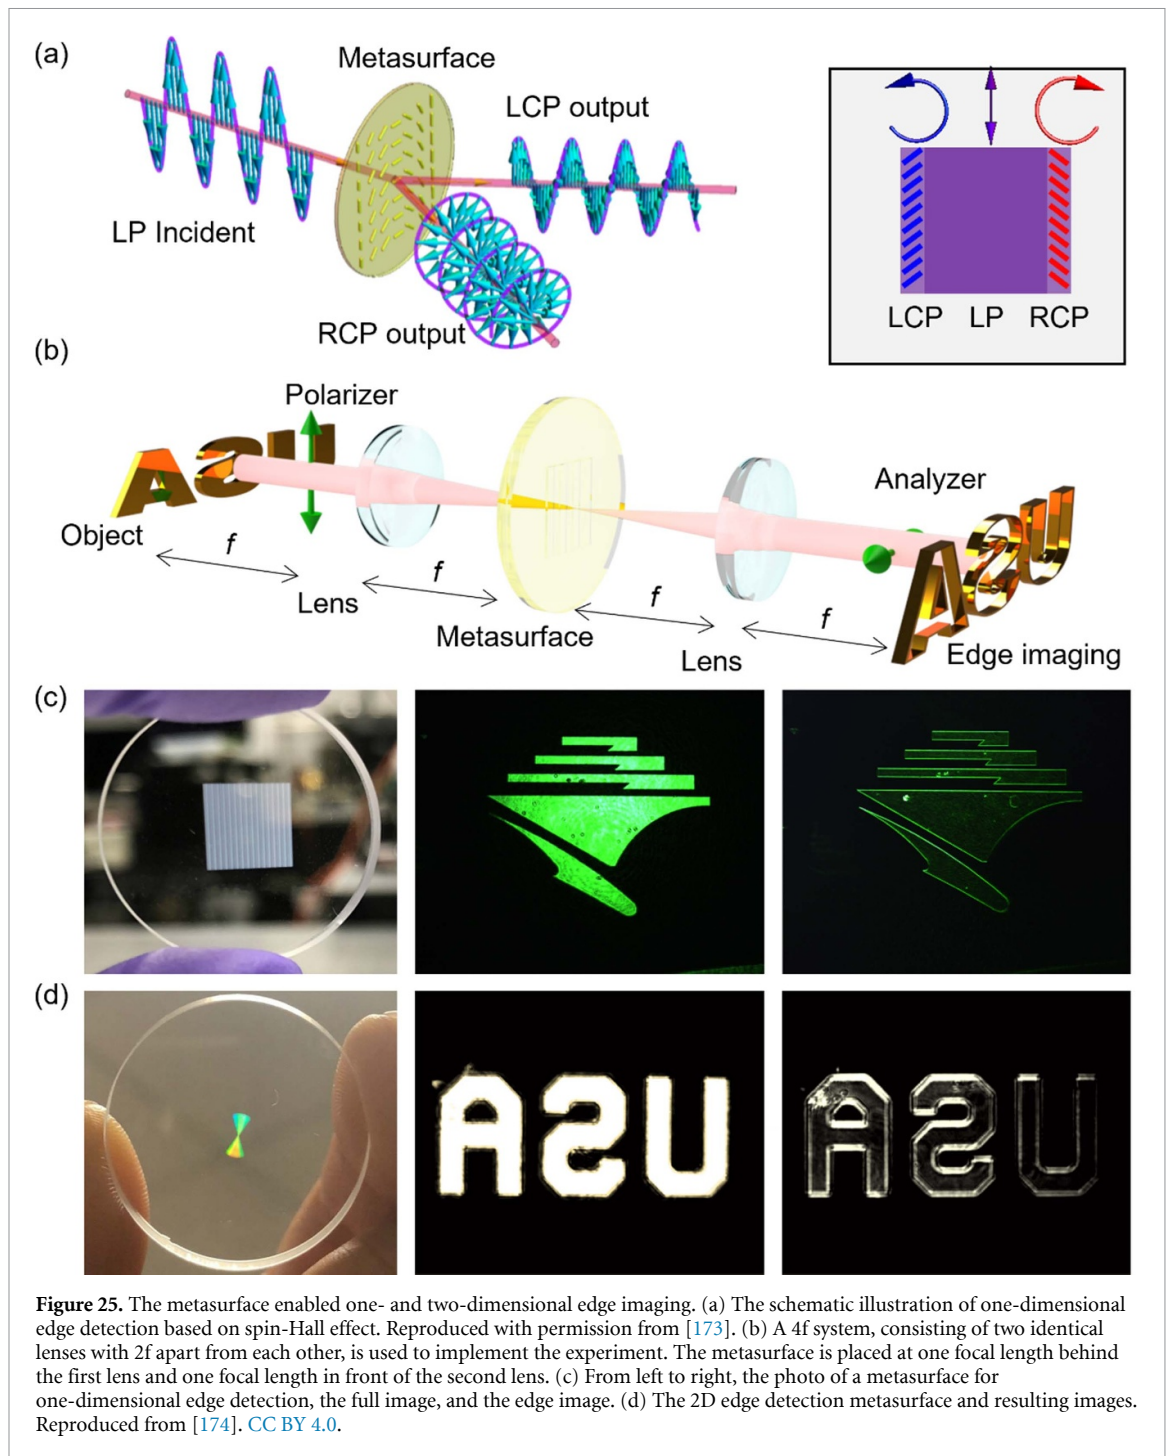 (a)
Metasurface
LCP output
LP Incident
RCP output
LCP LP RCP
(b)
Polarizer
Analyzer
Object
f
f
f
f
Lens
Metasurface
Lens
Edge imaging
(c)
(d)
Figure 25. The metasurface enabled one- and two-dimensional edge imaging. (a) The schematic illustration of one-dimensional
edge detection based on spin-Hall effect. Reproduced with permission from [173]. (b) A 4f system, consisting of two identical
lenses with 2f apart from each other, is used to implement the experiment. The metasurface is placed at one focal length behind
the first lens and one focal length in front of the second lens. (c) From left to right, the photo of a metasurface for
one-dimensional edge detection, the full image, and the edge image. (d) The 2D edge detection metasurface and resulting images.
Reproduced from [174]. CC BY 4.0.